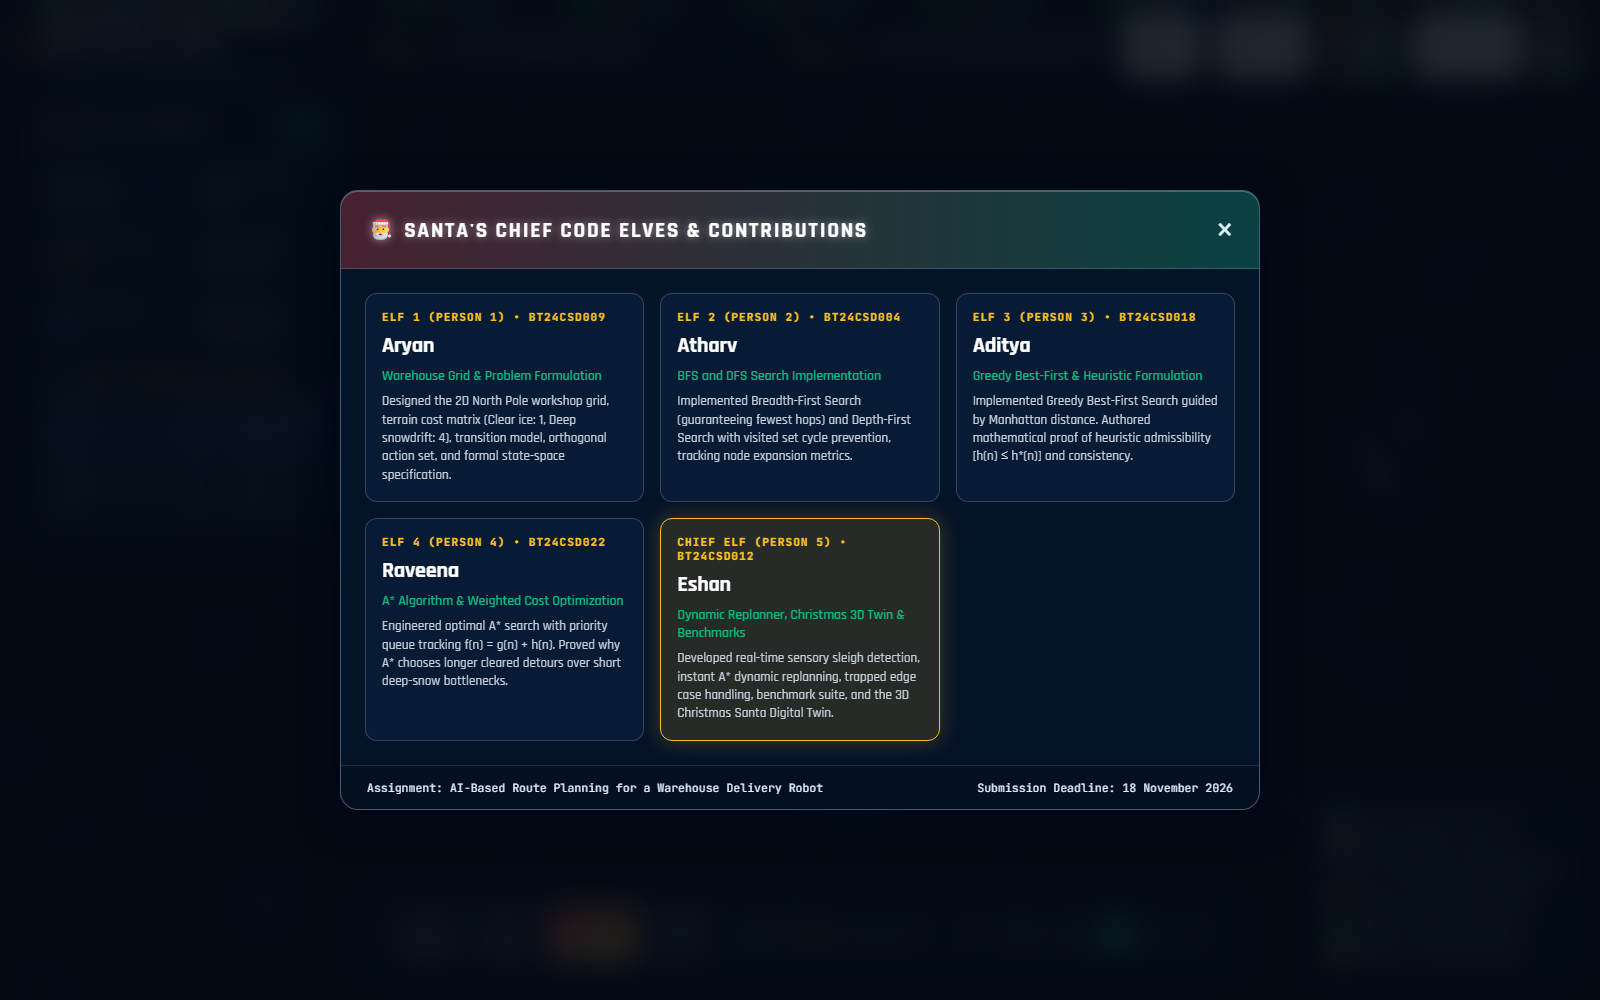 SANTA'S CHIEF CODE ELVES & CONTRIBUTIONS
×
ELF 1 (PERSON 1) • BT24CSD009
Aryan
Warehouse Grid & Problem Formulation
Designed the 2D North Pole workshop grid,
terrain cost matrix (Clear ice: 1, Deep
snowdrift: 4), transition model, orthogonal
action set, and formal state-space
specification.
ELF 2 (PERSON 2) • BT24CSD004
Atharv
BFS and DFS Search Implementation
Implemented Breadth-First Search
(guaranteeing fewest hops) and Depth-First
Search with visited set cycle prevention,
tracking node expansion metrics.
ELF 3 (PERSON 3) • BT24CSD018
Aditya
Greedy Best-First & Heuristic Formulation
Implemented Greedy Best-First Search guided
by Manhattan distance. Authored
mathematical proof of heuristic admissibility
[h(n) ≤ h*(n)] and consistency.
ELF 4 (PERSON 4) • BT24CSD022
Raveena
A* Algorithm & Weighted Cost Optimization
Engineered optimal A* search with priority
queue tracking f(n) = g(n) + h(n). Proved why
A* chooses longer cleared detours over short
deep-snow bottlenecks.
CHIEF ELF (PERSON 5) •
BT24CSD012
Eshan
Dynamic Replanner, Christmas 3D Twin &
Benchmarks
Developed real-time sensory sleigh detection,
instant A* dynamic replanning, trapped edge
case handling, benchmark suite, and the 3D
Christmas Santa Digital Twin.
Assignment: AI-Based Route Planning for a Warehouse Delivery Robot
Submission Deadline: 18 November 2026